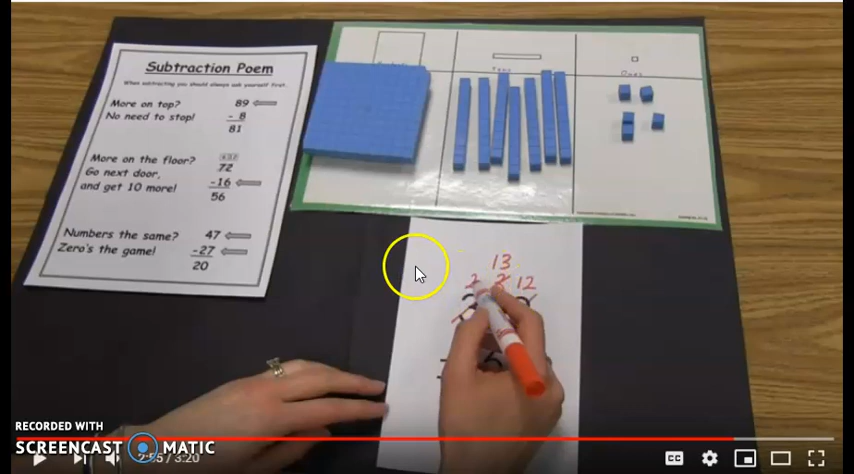 Subtraction Poem
When subtracting you should always ask yourself first.
More on top? 89
No need to stop! - 8
81
More on the floor?
Go next door, 72
and get 10 more! -16
56
Numbers the same? 47
Zero's the game! -27
20
Tens
Ones
13
2 12
RECORDED WITH
SCREENCAST MATIC
2:55 / 3:20
CC